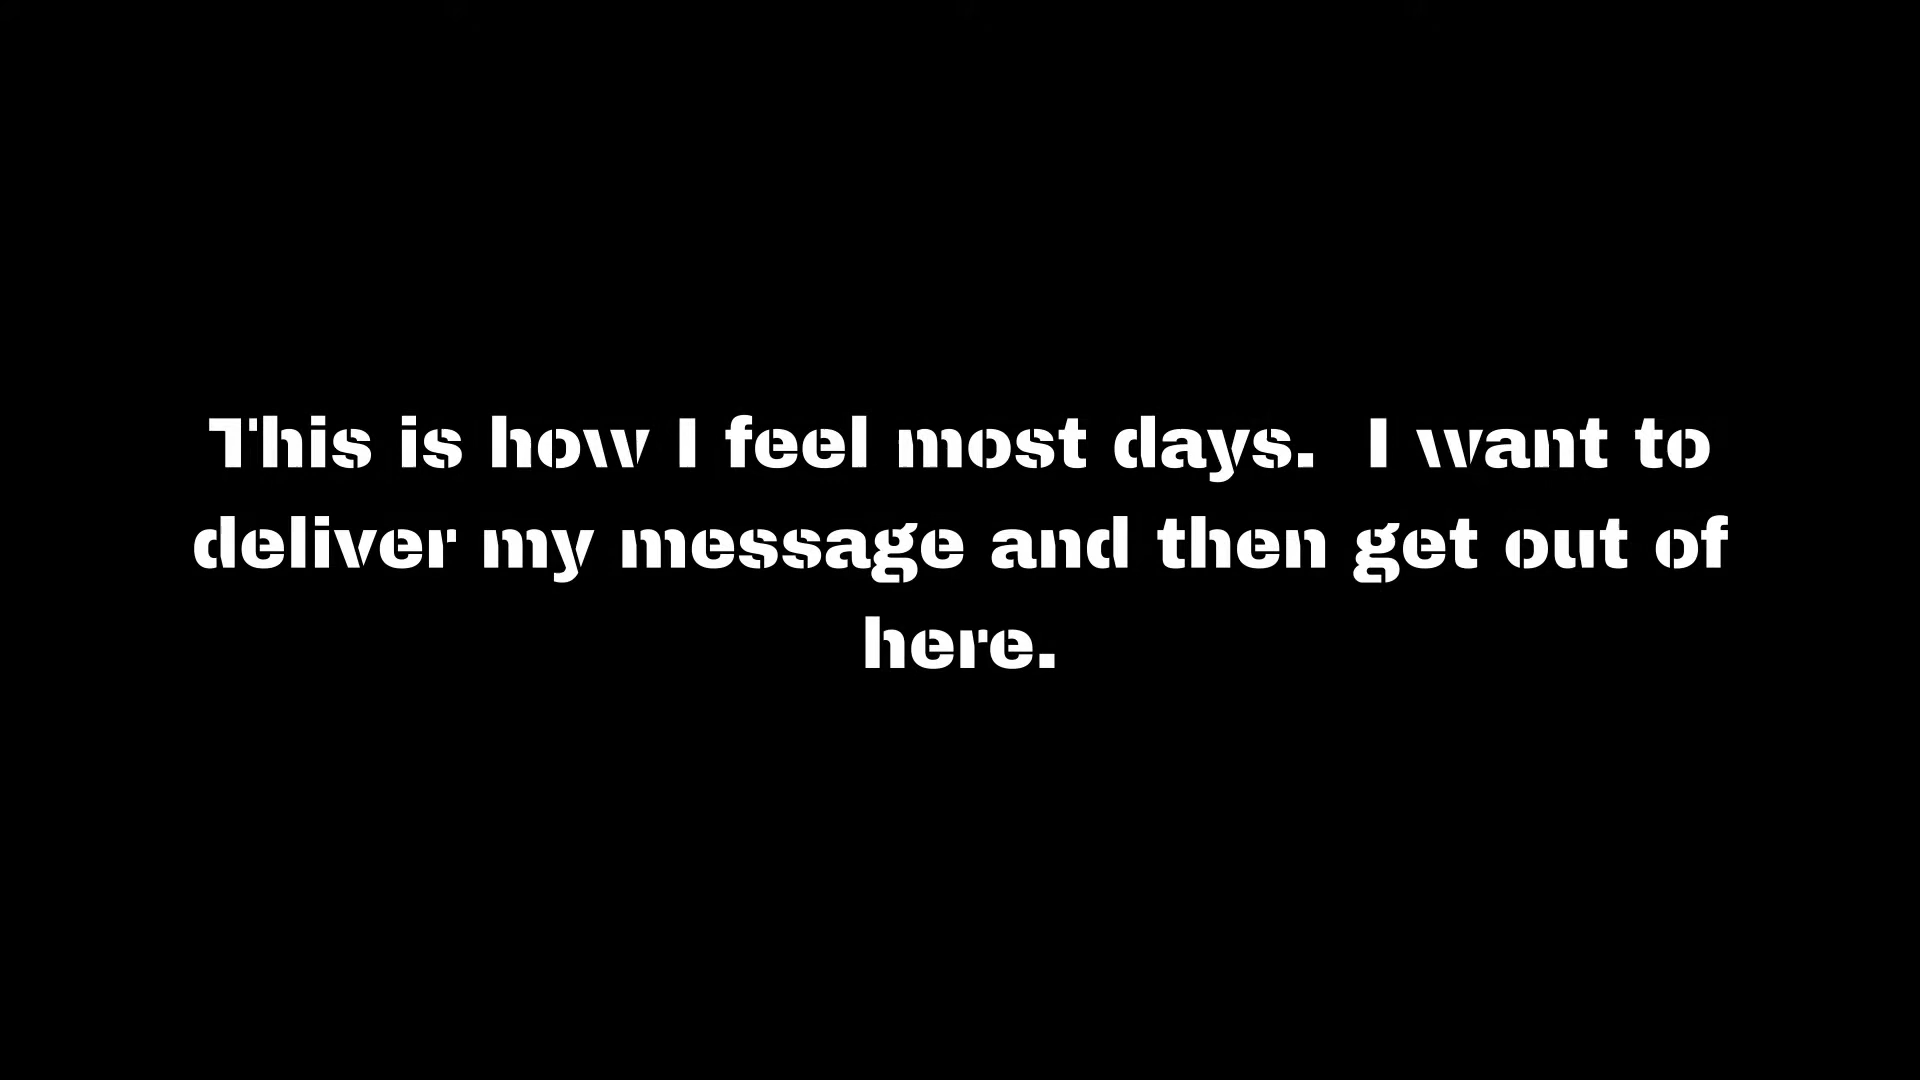 This is how I feel most days.  I want to
deliver my message and then get out of
here.